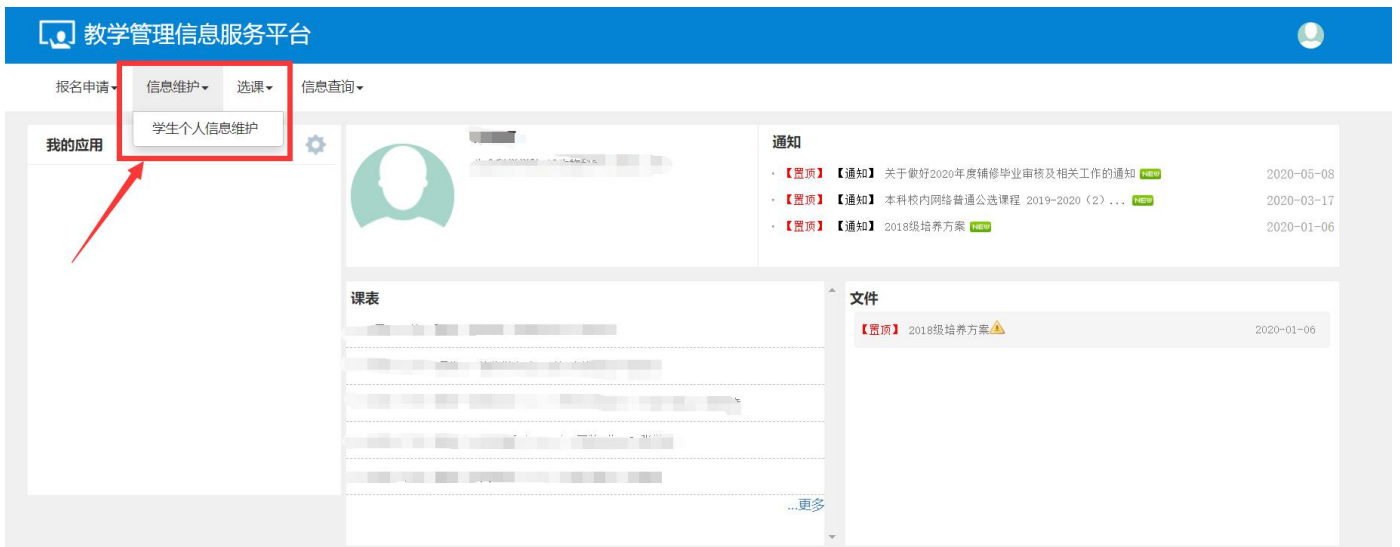 教学管理信息服务平台
报名申请 信息维护 选课 信息查询
学生个人信息维护
我的应用
通知
【置顶】【通知】 关于做好2020年度辅修毕业审核及相关工作的通知 NEW 2020-05-08
【置顶】【通知】 本科校内网络普通公选课程 2019-2020（2）... NEW 2020-03-17
【置顶】【通知】 2018级培养方案 NEW 2020-01-06
课表
...更多
文件
【置顶】 2018级培养方案 2020-01-06